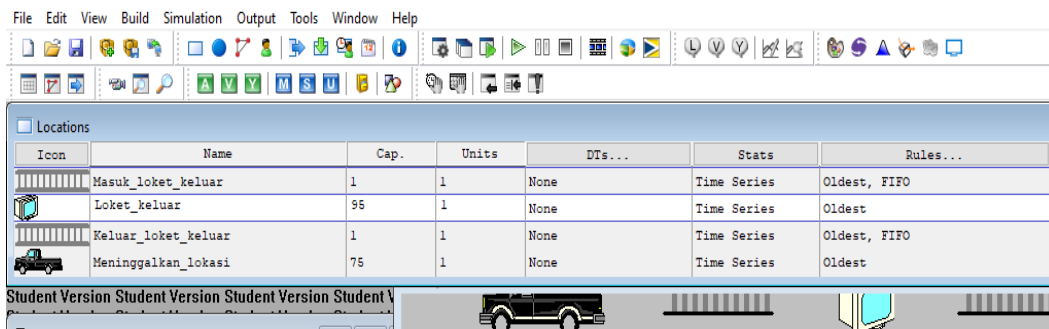 File Edit View Build Simulation Output Tools Window Help
A V Y M S U
Locations
Icon Name Cap. Units DTs... Stats Rules...
Masuk_loket_keluar 1 1 None Time Series Oldest, FIFO
Loket_keluar 95 1 None Time Series Oldest
Keluar_loket_keluar 1 1 None Time Series Oldest, FIFO
Meninggalkan_lokasi 75 1 None Time Series Oldest
Student Version Student Version Student Version Student V